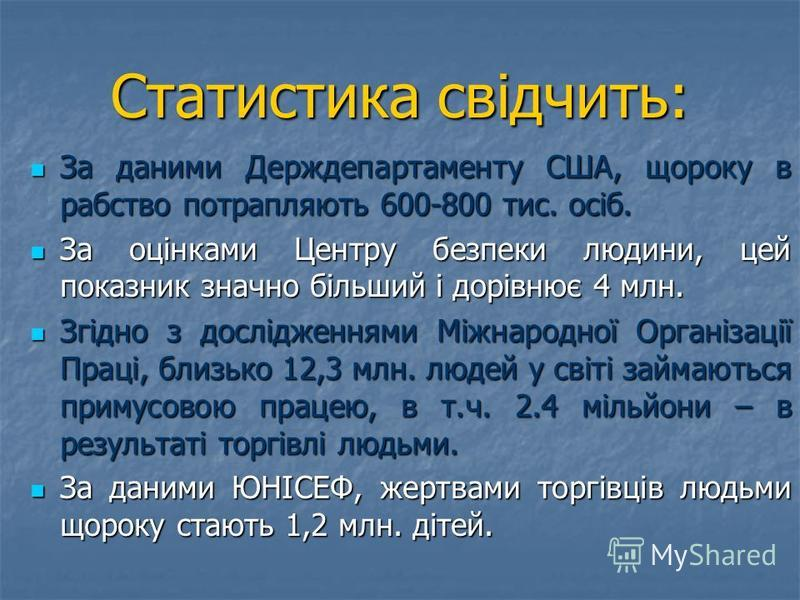 Статистика свідчить:
За даними Держдепартаменту США, щороку в
рабство потрапляють 600-800 тис. осіб.
За оцінками Центру безпеки людини, цей
показник значно більший і дорівнює 4 млн.
Згідно з дослідженнями Міжнародної Організації
Праці, близько 12,3 млн. людей у світі займаються
примусовою працею, в т.ч. 2.4 мільйони – в
результаті торгівлі людьми.
За даними ЮНІСЕФ, жертвами торгівців людьми
щороку стають 1,2 млн. дітей.
MyShared